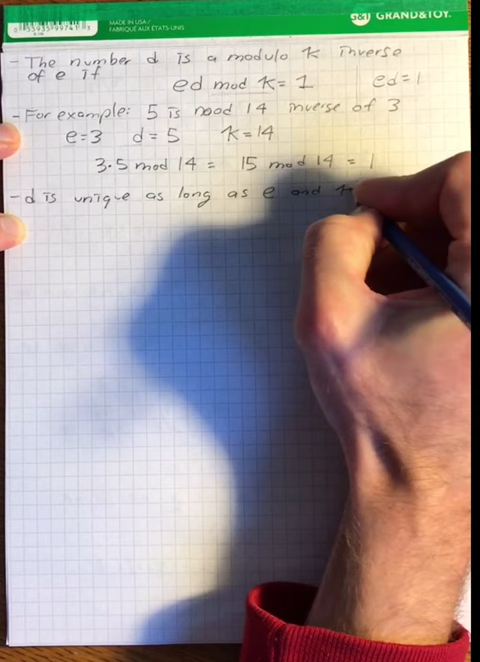 MADE IN USA /
FABRIQUÉ AUX ÉTATS-UNIS
G&T GRAND&TOY.
- The number d is a modulo k inverse
of e if
ed mod k = 1 ed = 1
- For example: 5 is mod 14 inverse of 3
e=3 d=5 k=14
3·5 mod 14 = 15 mod 14 = 1
- d is unique as long as e and k